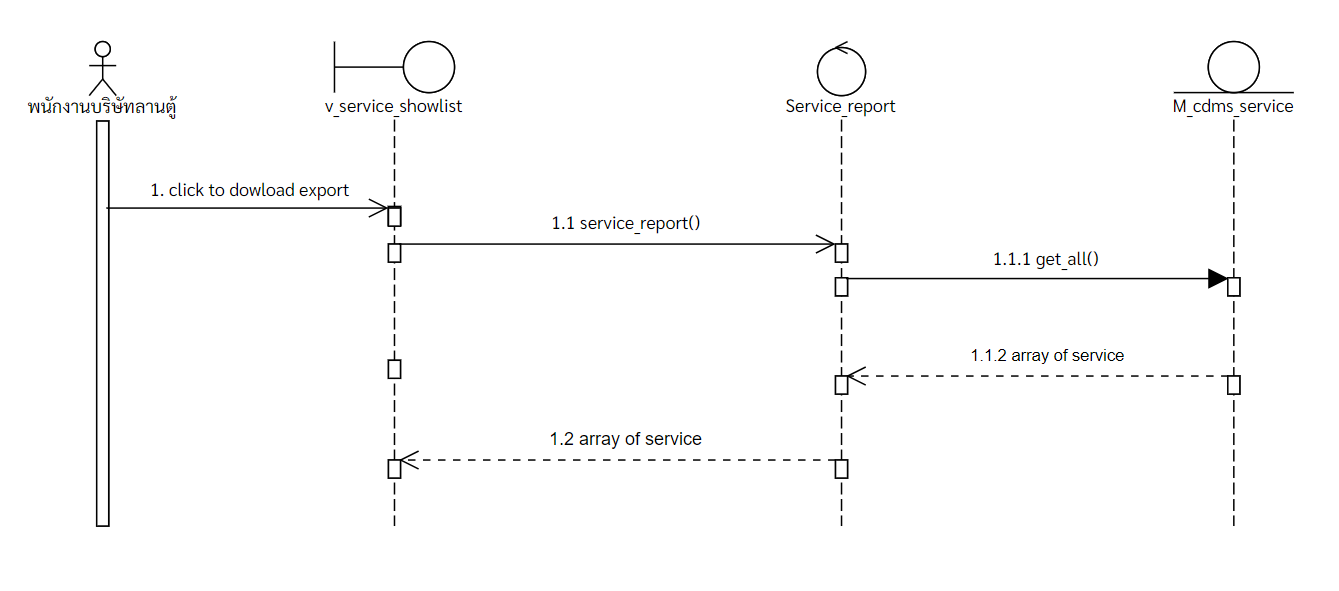 พนักงานบริษัทลานตู้
v_service_showlist
Service_report
M_cdms_service
1. click to dowload export
1.1 service_report()
1.1.1 get_all()
1.1.2 array of service
1.2 array of service